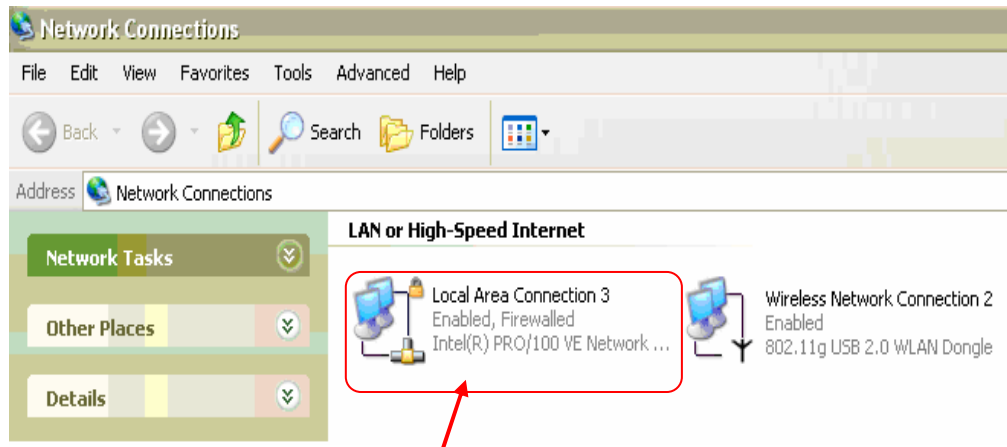 Network Connections
File Edit View Favorites Tools Advanced Help
Back Search Folders
Address Network Connections
Network Tasks
Other Places
Details
LAN or High-Speed Internet
Local Area Connection 3
Enabled, Firewalled
Intel(R) PRO/100 VE Network ...
Wireless Network Connection 2
Enabled
802.11g USB 2.0 WLAN Dongle